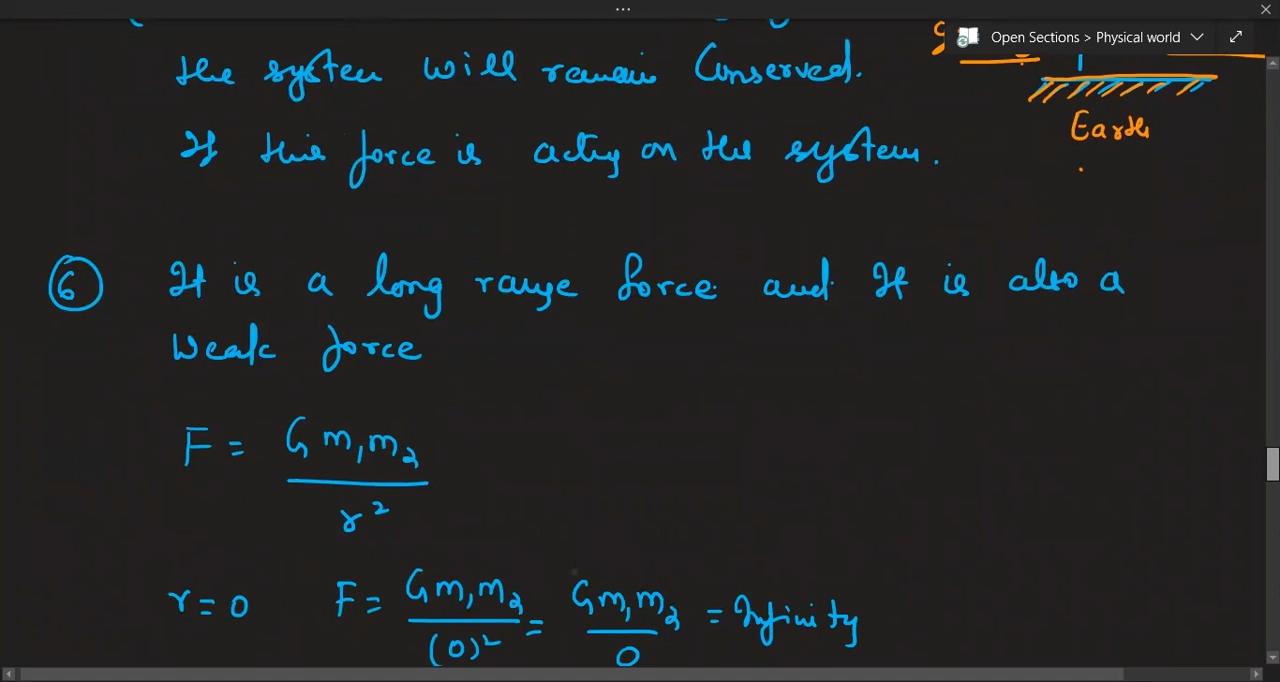 ...
Open Sections > Physical world
the system will remain Conserved.
If this force is acting on the system.
Earth
6 It is a long range force and It is also a
weak force
F = G m₁m₂ / r²
r = 0 F = Gm₁m₂ / (0)² = Gm₁m₂ / 0 = Infinity